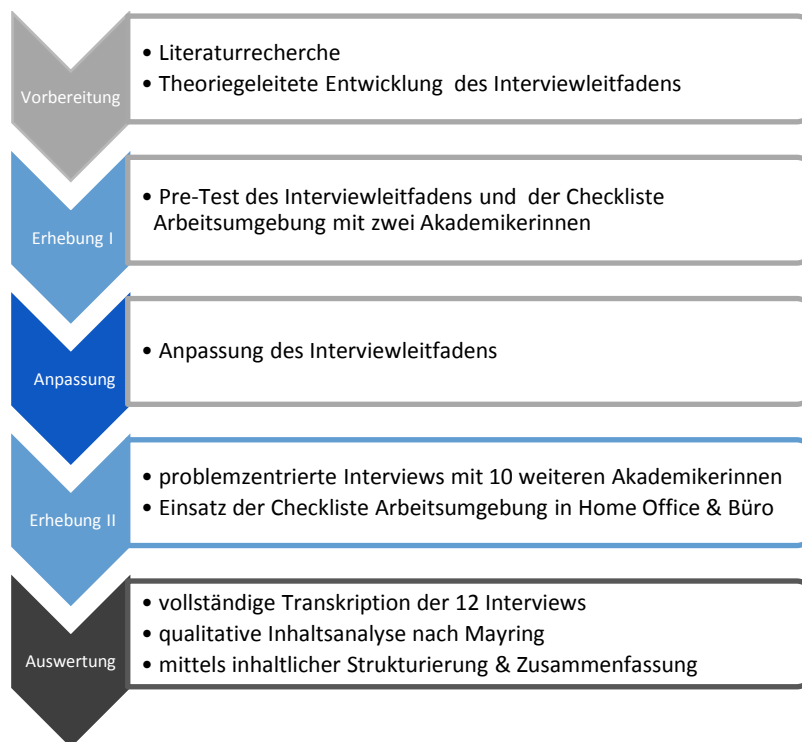 Vorbereitung
• Literaturrecherche
• Theoriegeleitete Entwicklung des Interviewleitfadens
Erhebung I
• Pre-Test des Interviewleitfadens und der Checkliste
Arbeitsumgebung mit zwei Akademikerinnen
Anpassung
• Anpassung des Interviewleitfadens
Erhebung II
• problemzentrierte Interviews mit 10 weiteren Akademikerinnen
• Einsatz der Checkliste Arbeitsumgebung in Home Office & Büro
Auswertung
• vollständige Transkription der 12 Interviews
• qualitative Inhaltsanalyse nach Mayring
• mittels inhaltlicher Strukturierung & Zusammenfassung